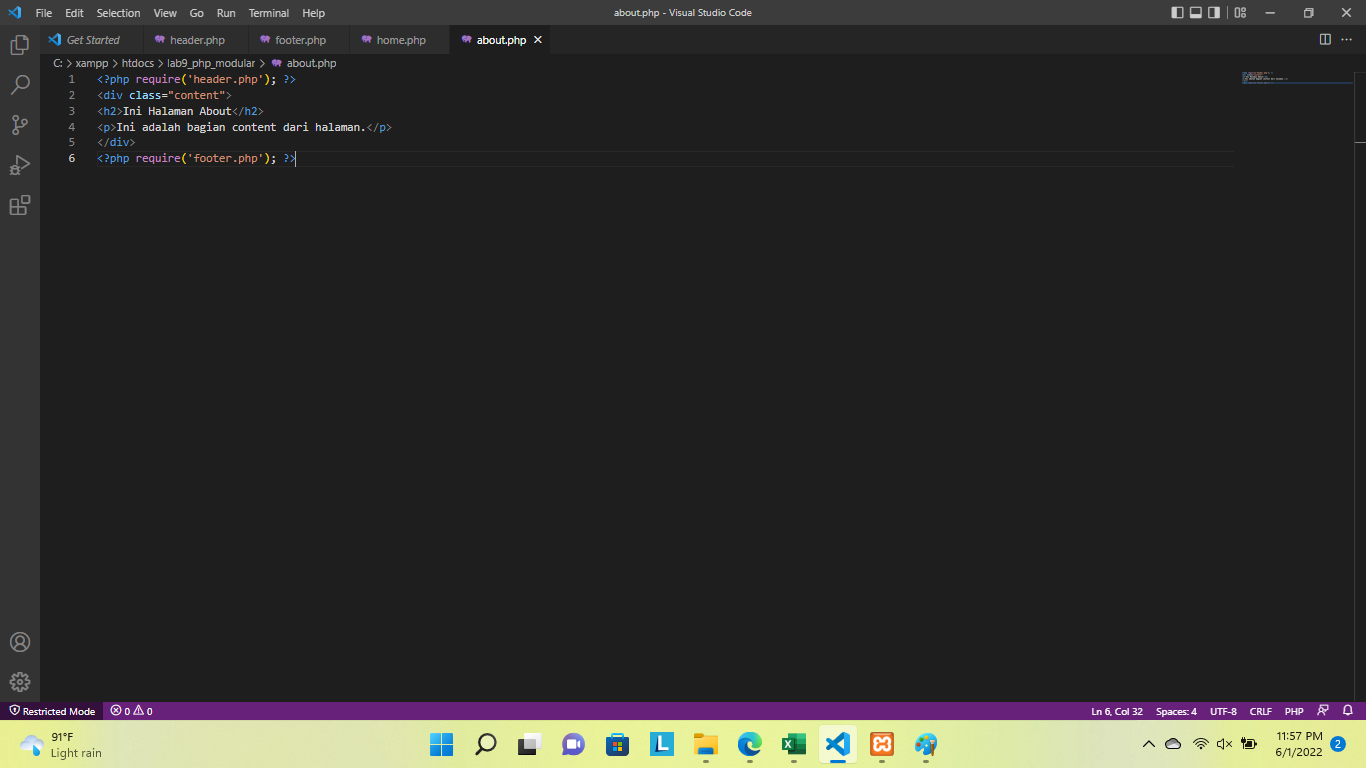 File Edit Selection View Go Run Terminal Help about.php - Visual Studio Code
Get Started header.php footer.php home.php about.php
C: > xampp > htdocs > lab9_php_modular > about.php
1 <?php require('header.php'); ?>
2 <div class="content">
3 <h2>Ini Halaman About</h2>
4 <p>Ini adalah bagian content dari halaman.</p>
5 </div>
6 <?php require('footer.php'); ?>
Restricted Mode 0 0 Ln 6, Col 32 Spaces: 4 UTF-8 CRLF PHP
91°F
Light rain
L
11:57 PM
6/1/2022
2